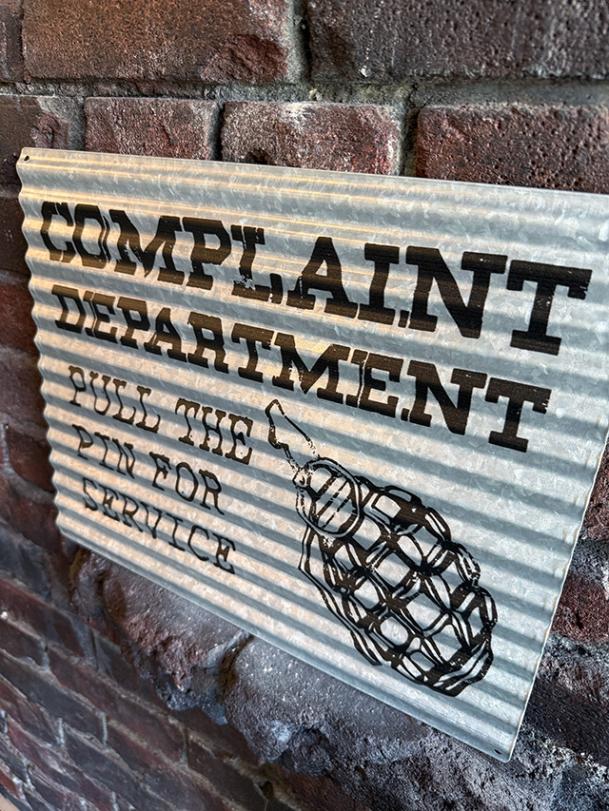 COMPLAINT
DEPARTMENT
PULL THE
PIN FOR
SERVICE